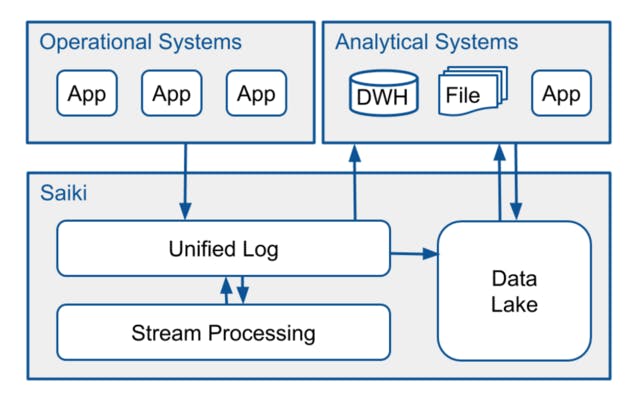 Operational Systems
App
App
App
Analytical Systems
DWH
File
App
Saiki
Unified Log
Stream Processing
Data
Lake